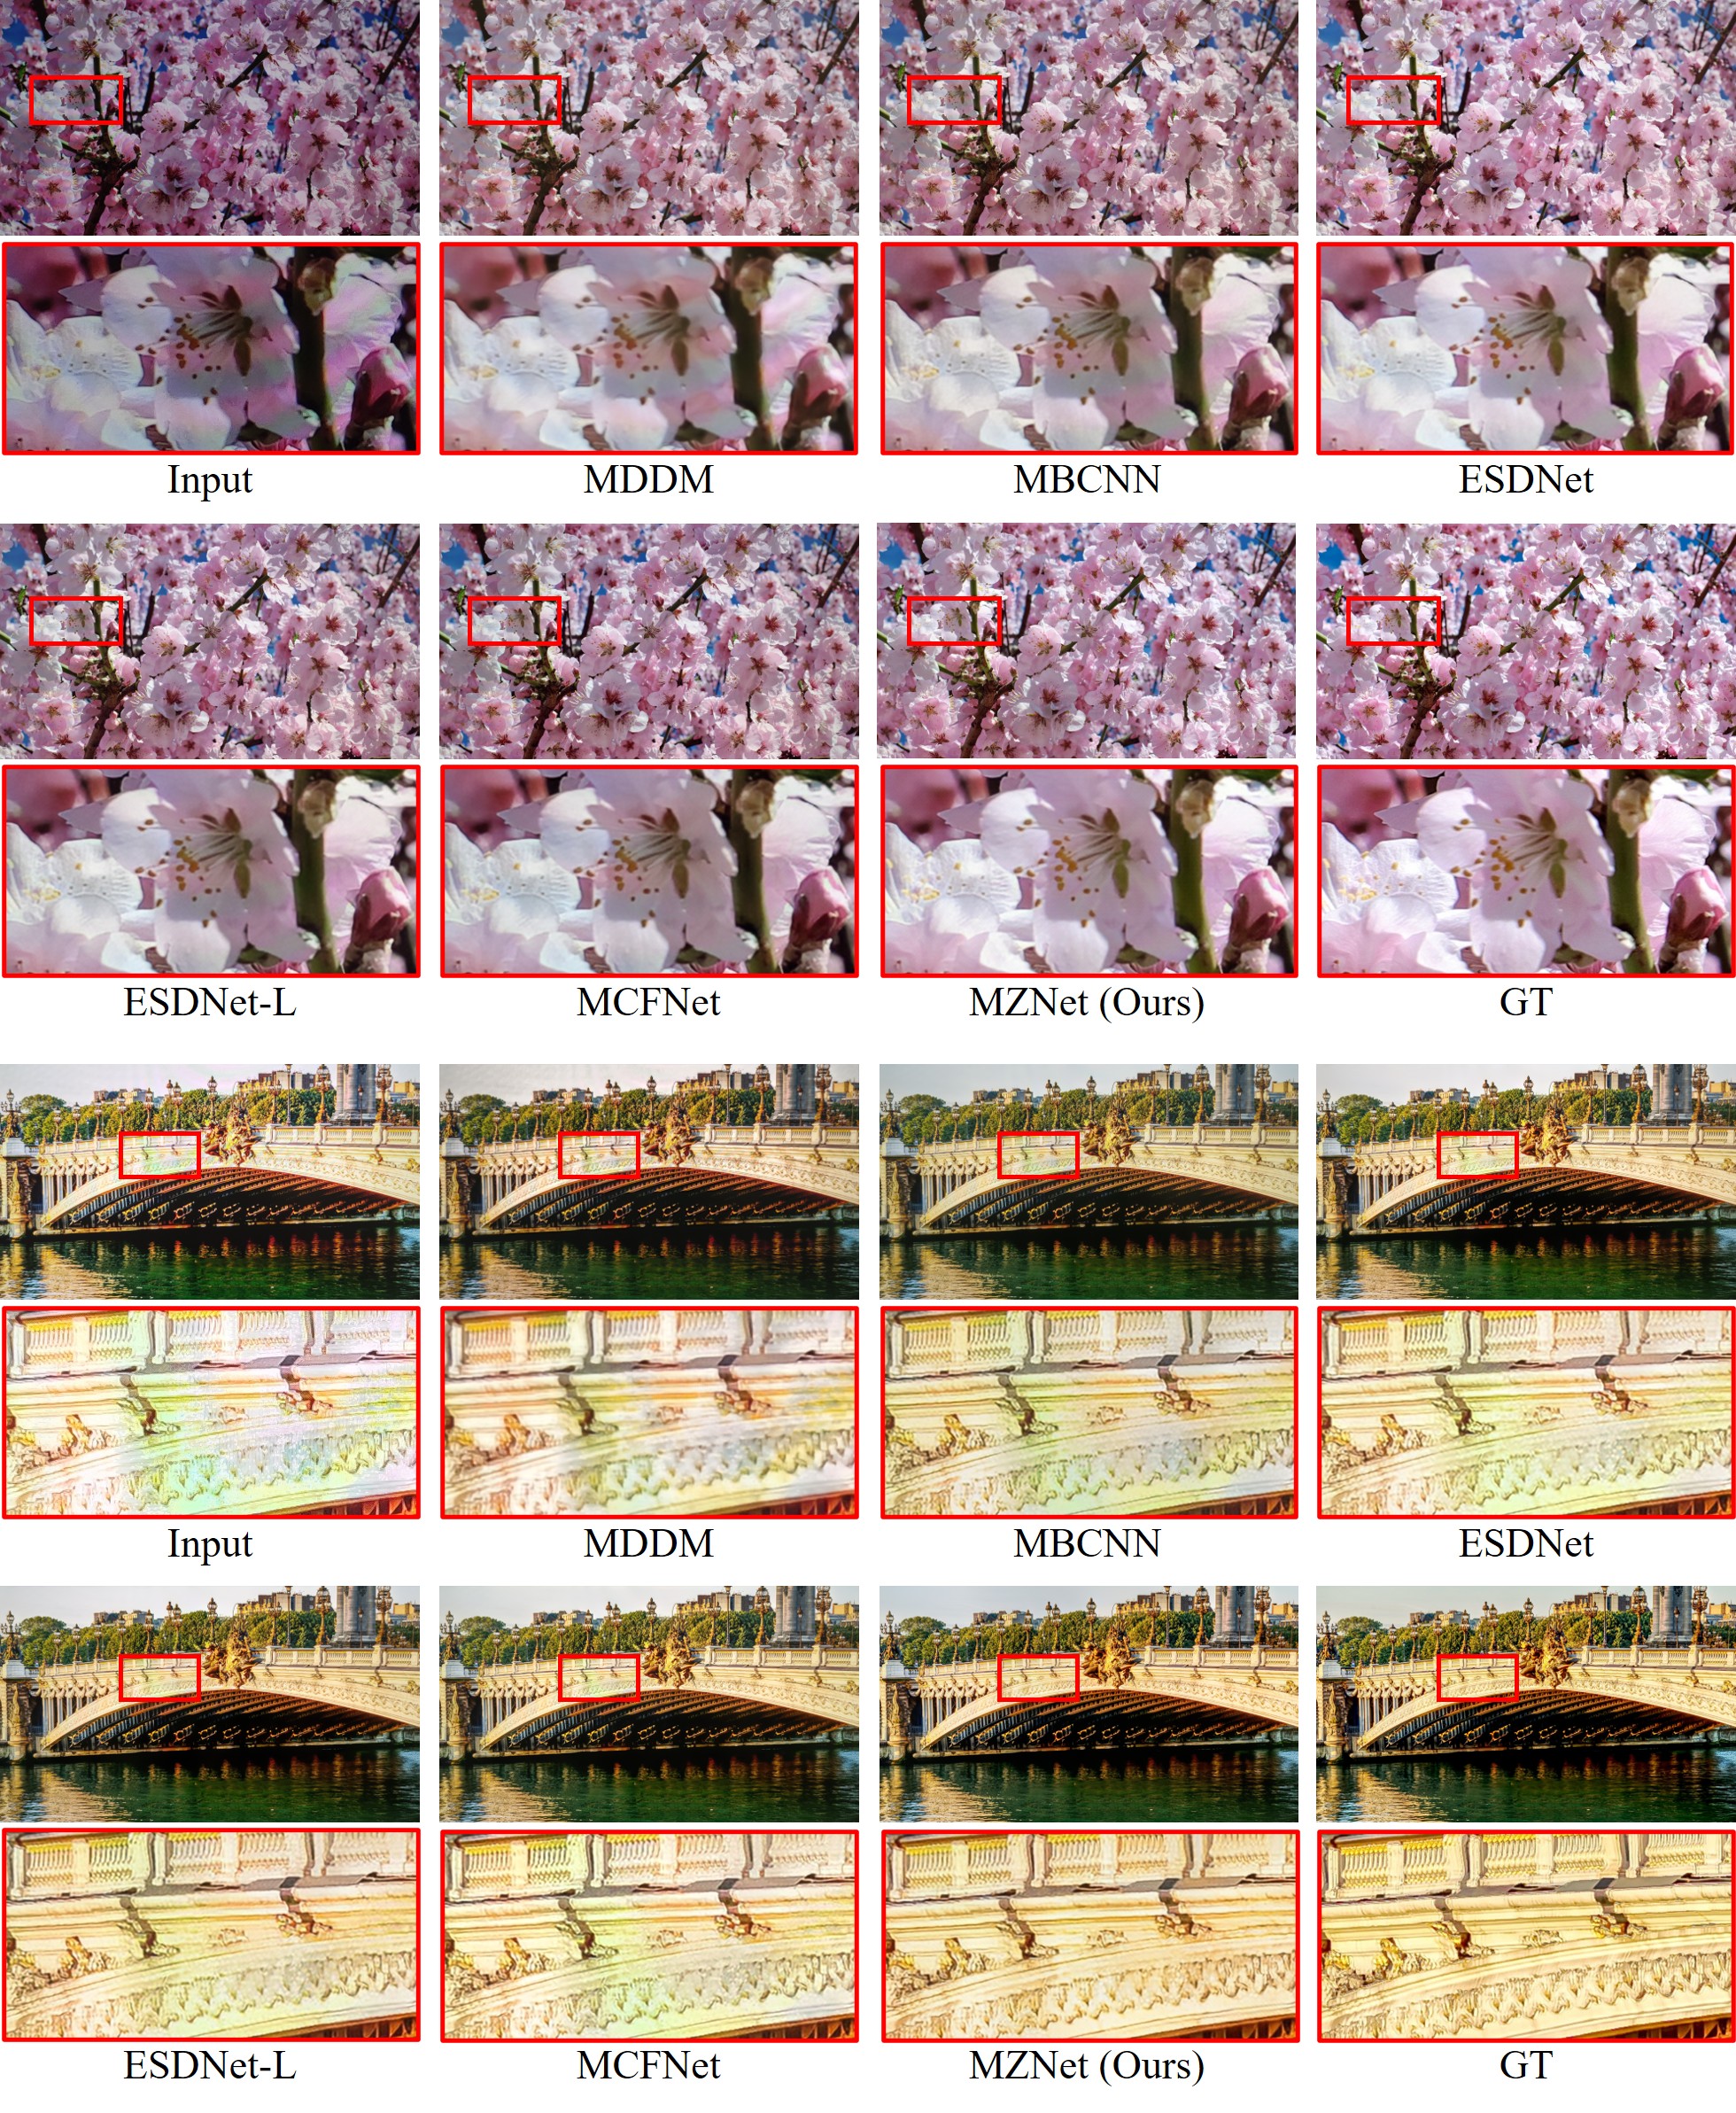 Input
MDDM
MBCNN
ESDNet
ESDNet-L
MCFNet
MZNet (Ours)
GT
Input
MDDM
MBCNN
ESDNet
ESDNet-L
MCFNet
MZNet (Ours)
GT